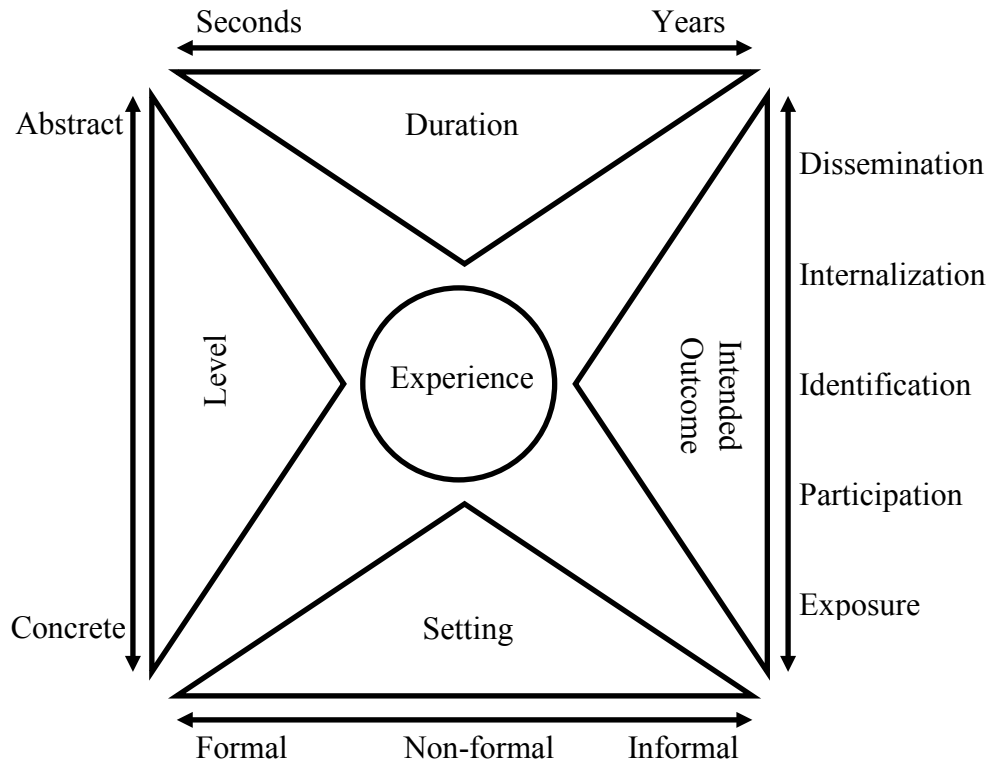 Seconds
Years
Abstract
Duration
Dissemination
Internalization
Level
Experience
Intended
Outcome
Identification
Participation
Exposure
Concrete
Setting
Formal
Non-formal
Informal